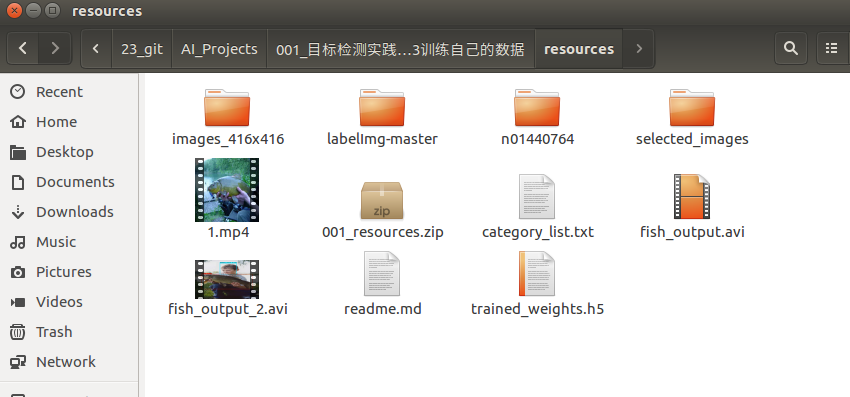 resources
23_git AI_Projects 001_目标检测实践...3训练自己的数据 resources
Recent
Home
Desktop
Documents
Downloads
Music
Pictures
Videos
Trash
Network
images_416x416 labelImg-master n01440764 selected_images
1.mp4 001_resources.zip category_list.txt fish_output.avi
zip
fish_output_2.avi readme.md trained_weights.h5